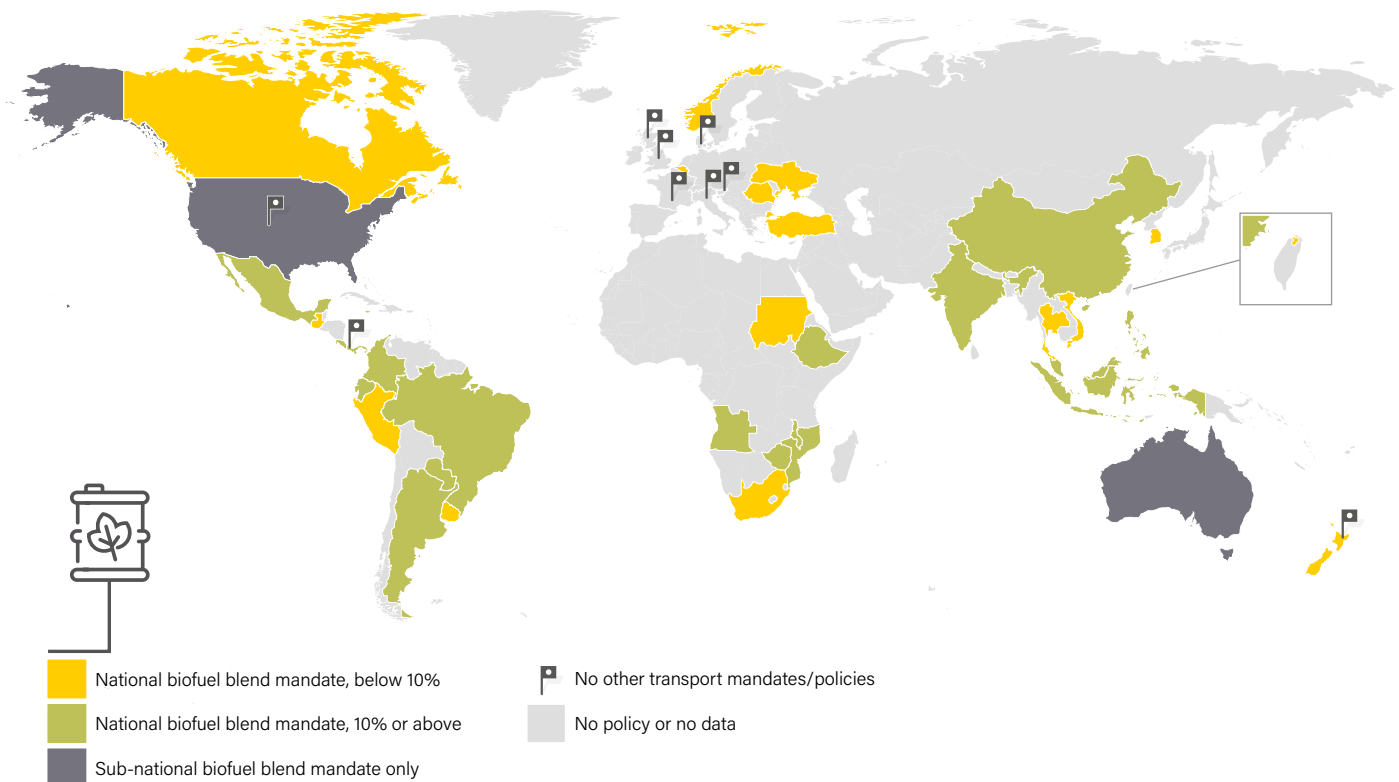 National biofuel blend mandate, below 10%
National biofuel blend mandate, 10% or above
Sub-national biofuel blend mandate only
No other transport mandates/policies
No policy or no data